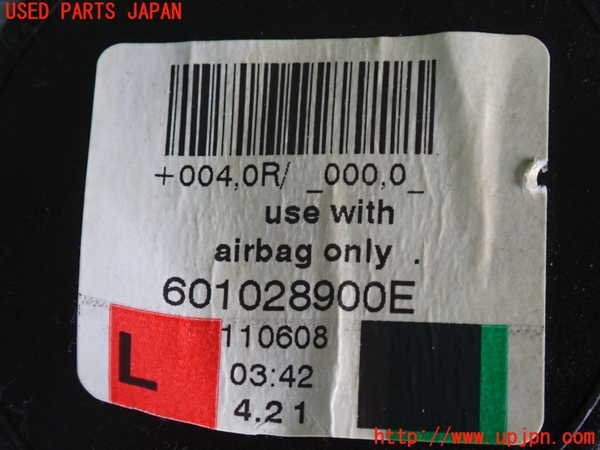 USED PARTS JAPAN
+004,0R/ _000,0_
use with
airbag only .
601028900E
L
110608
03:42
4.21
http://www.upjpn.com